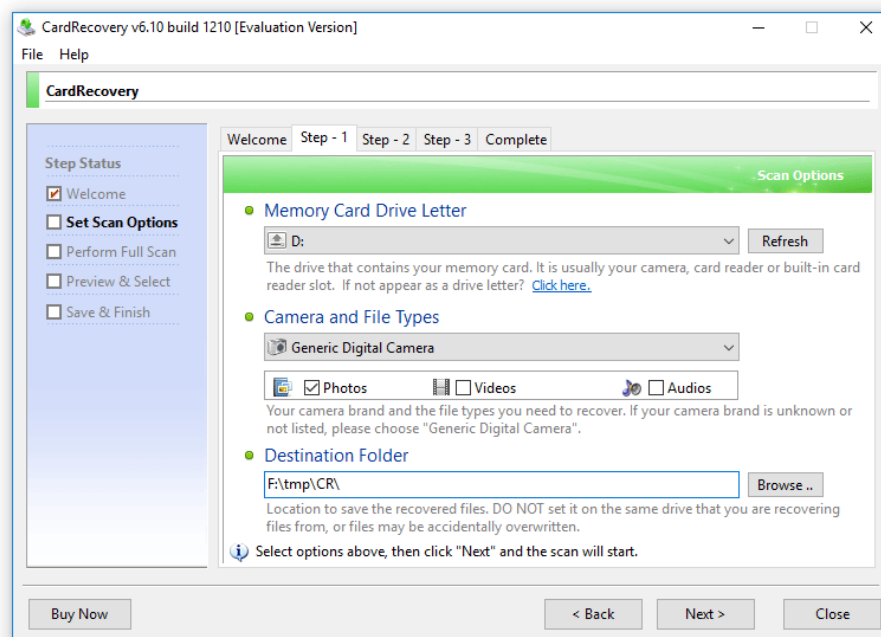 CardRecovery v6.10 build 1210 [Evaluation Version]
File Help
CardRecovery
Step Status
Welcome
Set Scan Options
Perform Full Scan
Preview & Select
Save & Finish
Welcome Step - 1 Step - 2 Step - 3 Complete
Scan Options
Memory Card Drive Letter
D: Refresh
The drive that contains your memory card. It is usually your camera, card reader or built-in card
reader slot. If not appear as a drive letter? Click here.
Camera and File Types
Generic Digital Camera
Photos Videos Audios
Your camera brand and the file types you need to recover. If your camera brand is unknown or
not listed, please choose "Generic Digital Camera".
Destination Folder
F:\tmp\CR\ Browse ..
Location to save the recovered files. DO NOT set it on the same drive that you are recovering
files from, or files may be accidentally overwritten.
Select options above, then click "Next" and the scan will start.
Buy Now < Back Next > Close